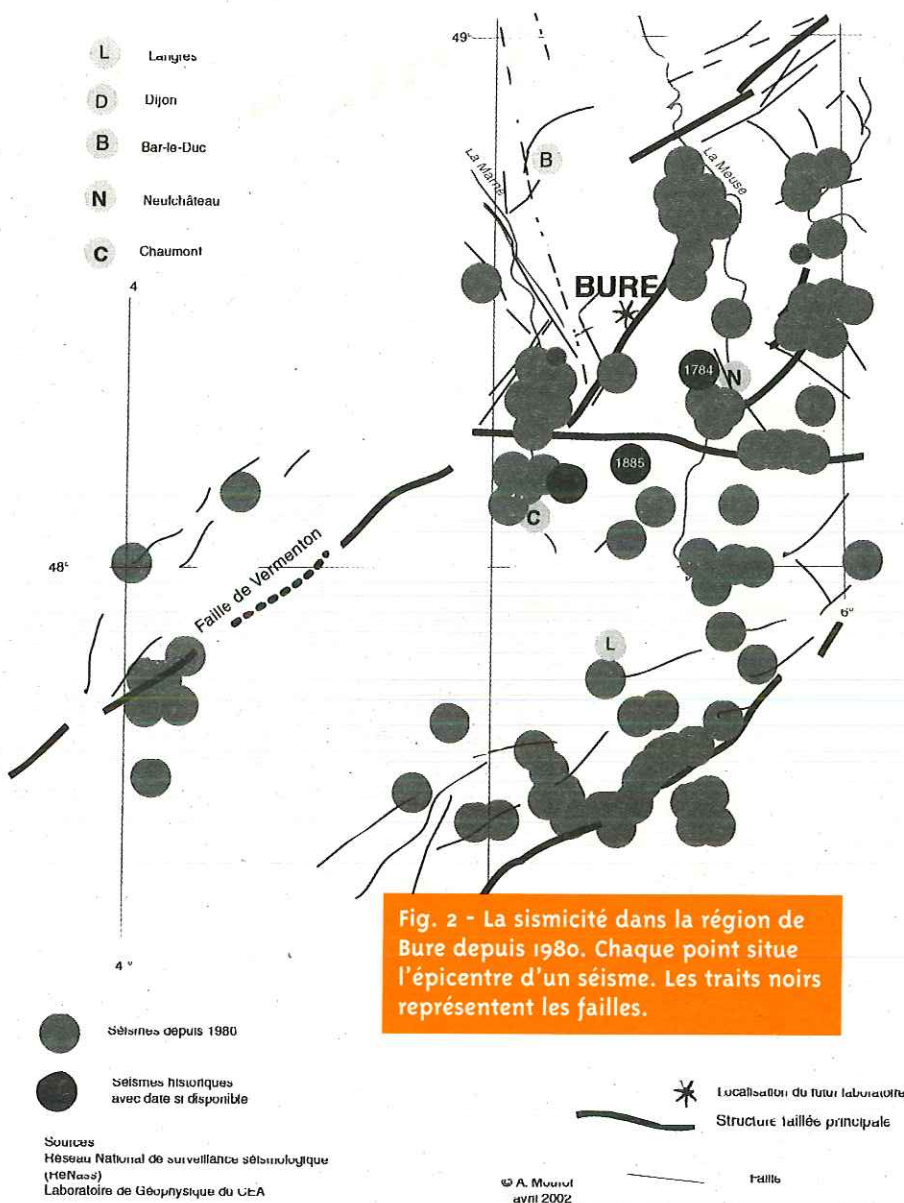 49°
L Langres
D Dijon
B Bar-le-Duc
N Neufchâteau
C Chaumont
4
B
La Marne
La Meuse
BURE
1784
N
1885
C
48°
Faille de Vermenton
6°
L
4°
Fig. 2 - La sismicité dans la région de
Bure depuis 1980. Chaque point situe
l'épicentre d'un séisme. Les traits noirs
représentent les failles.
Séismes depuis 1980
Séismes historiques
avec date si disponible
Localisation du futur laboratoire
Structure faillée principale
Faille
Sources
Réseau National de surveillance séismologique
(ReNass)
Laboratoire de Géophysique du CEA
© A.
avril 2002